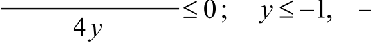 ―――― / 4y ≤ 0 ; y ≤ −1, −